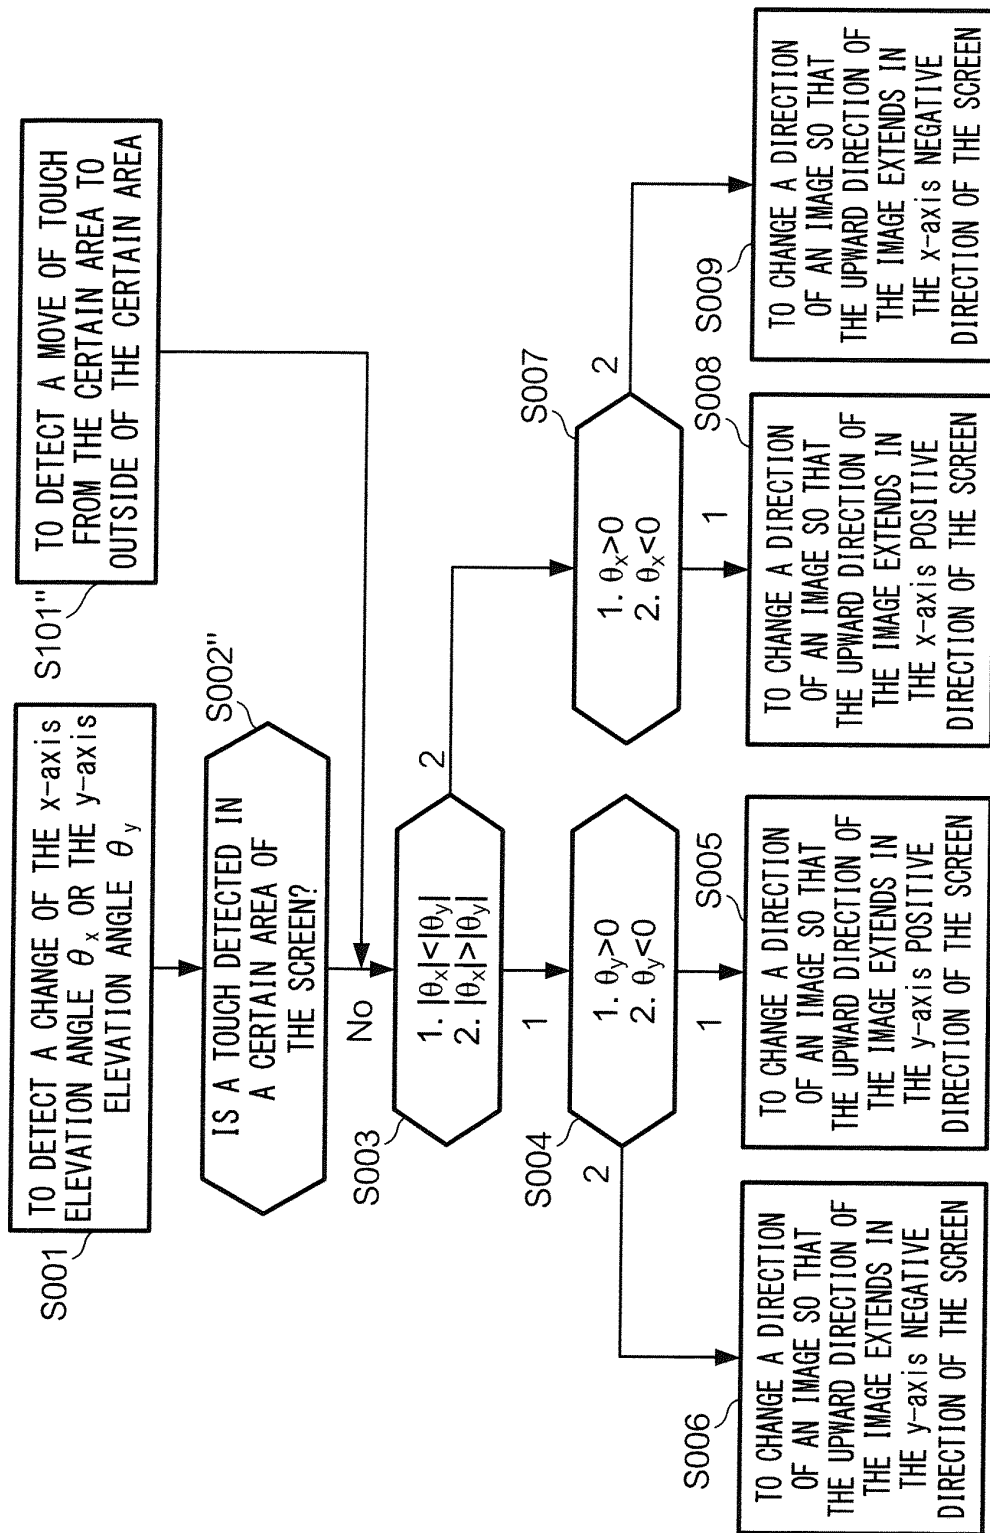 S001
TO DETECT A CHANGE OF THE x-axis
ELEVATION ANGLE θx OR THE y-axis
ELEVATION ANGLE θy
S101"
TO DETECT A MOVE OF TOUCH
FROM THE CERTAIN AREA TO
OUTSIDE OF THE CERTAIN AREA
S002"
IS A TOUCH DETECTED IN
A CERTAIN AREA OF
THE SCREEN?
No
S003
1. |θx|<|θy|
2. |θx|>|θy|
2
1
S004
1. θy>0
2. θy<0
2
1
S007
1. θx>0
2. θx<0
2
1
S006
TO CHANGE A DIRECTION
OF AN IMAGE SO THAT
THE UPWARD DIRECTION OF
THE IMAGE EXTENDS IN
THE y-axis NEGATIVE
DIRECTION OF THE SCREEN
S005
TO CHANGE A DIRECTION
OF AN IMAGE SO THAT
THE UPWARD DIRECTION OF
THE IMAGE EXTENDS IN
THE y-axis POSITIVE
DIRECTION OF THE SCREEN
S008
TO CHANGE A DIRECTION
OF AN IMAGE SO THAT
THE UPWARD DIRECTION OF
THE IMAGE EXTENDS IN
THE x-axis POSITIVE
DIRECTION OF THE SCREEN
S009
TO CHANGE A DIRECTION
OF AN IMAGE SO THAT
THE UPWARD DIRECTION OF
THE IMAGE EXTENDS IN
THE x-axis NEGATIVE
DIRECTION OF THE SCREEN